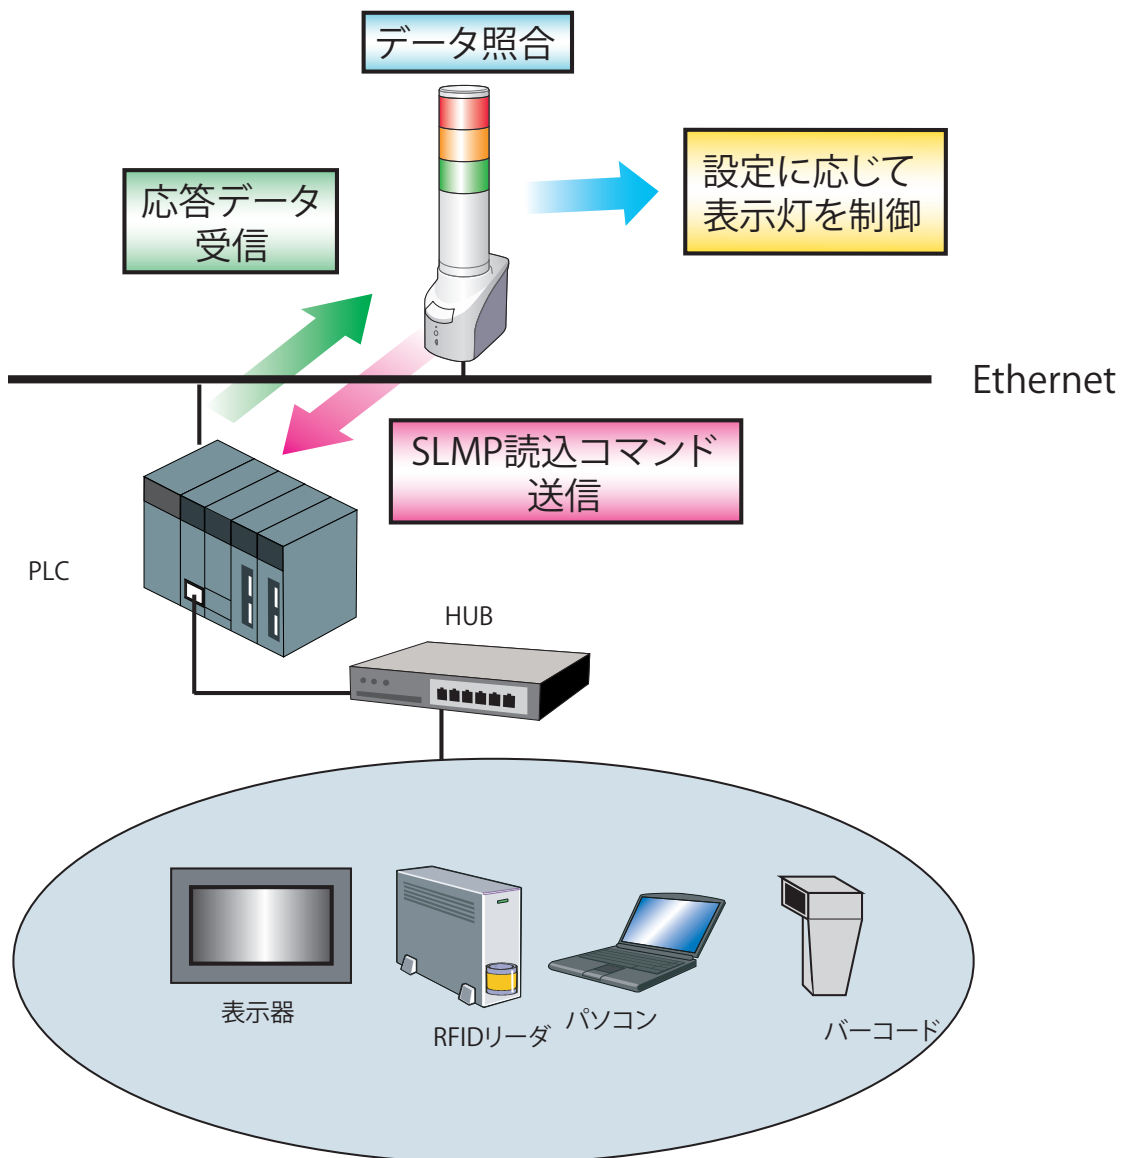 データ照合
設定に応じて
表示灯を制御
応答データ
受信
Ethernet
SLMP読込コマンド
送信
PLC
HUB
表示器
RFIDリーダ
パソコン
バーコード